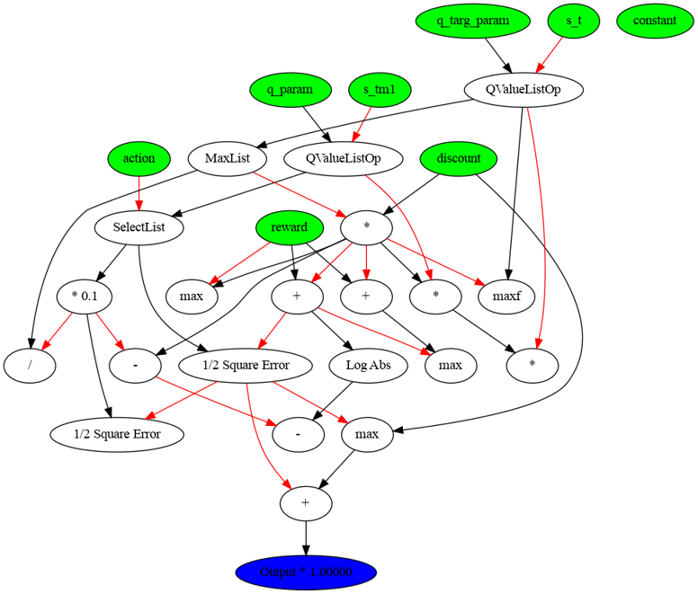 q_targ_param
s_t
constant
q_param
s_tm1
QValueListOp
action
MaxList
QValueListOp
discount
SelectList
reward
*
* 0.1
max
+
+
*
maxf
/
-
1/2 Square Error
Log Abs
max
*
1/2 Square Error
-
max
+
Output * 1.00000